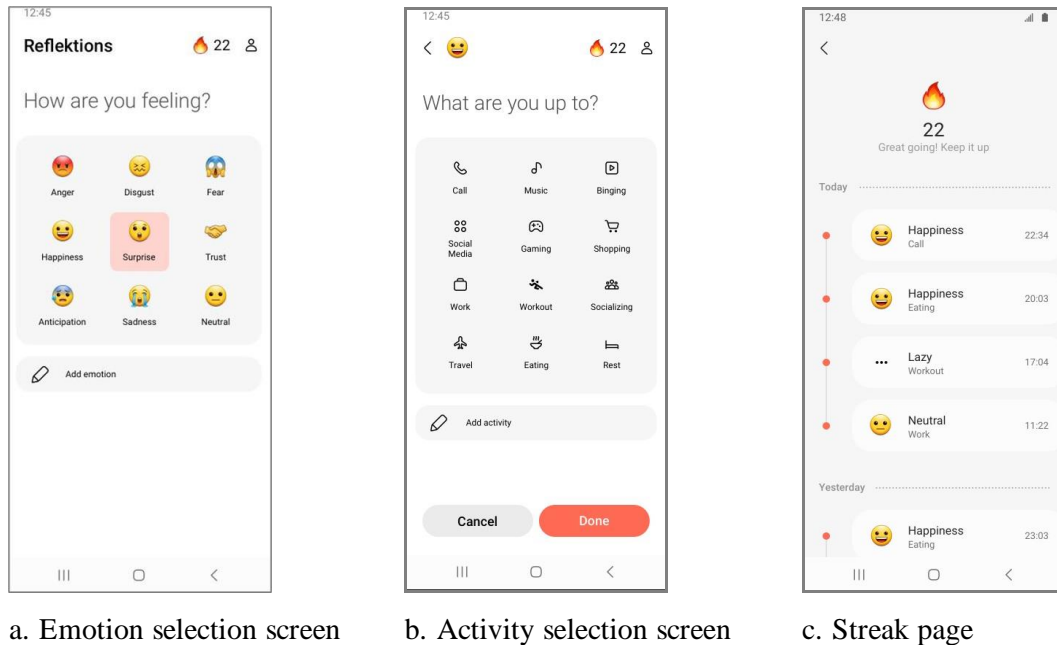 12:45
Reflektions
22
How are you feeling?
Anger
Disgust
Fear
Happiness
Surprise
Trust
Anticipation
Sadness
Neutral
Add emotion
a. Emotion selection screen
12:45
22
What are you up to?
Call
Music
Binging
Social
Media
Gaming
Shopping
Work
Workout
Socializing
Travel
Eating
Rest
Add activity
Cancel
Done
b. Activity selection screen
12:48
22
Great going! Keep it up
Today
Happiness
Call
22:34
Happiness
Eating
20:03
Lazy
Workout
17:04
Neutral
Work
11:22
Yesterday
Happiness
Eating
23:03
c. Streak page